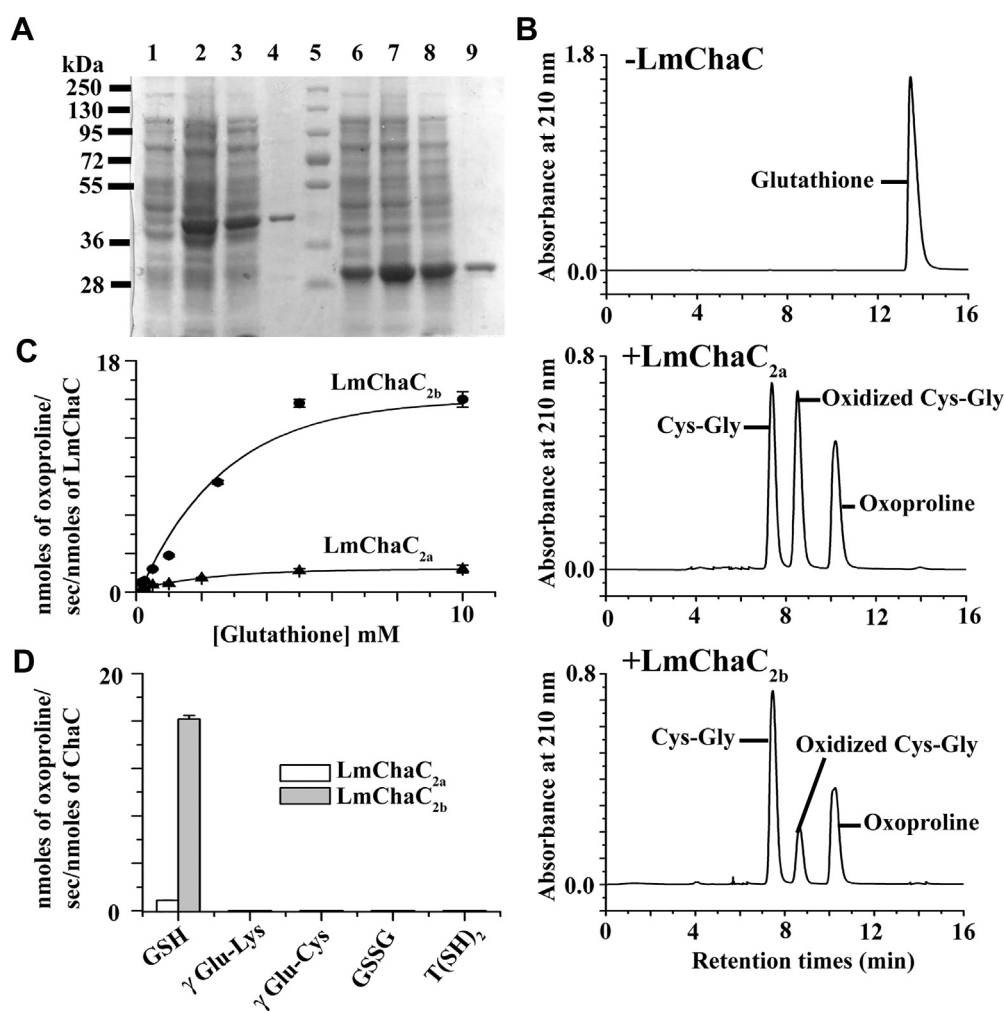 A
1 2 3 4 5 6 7 8 9
kDa
250
130
95
72
55
36
28
B
-LmChaC
1.8
Absorbance at 210 nm
Glutathione
0.0
0 4 8 12 16
+LmChaC2a
0.8
Absorbance at 210 nm
Cys-Gly
Oxidized Cys-Gly
Oxoproline
0.0
0 4 8 12 16
+LmChaC2b
0.8
Absorbance at 210 nm
Cys-Gly
Oxidized Cys-Gly
Oxoproline
0.0
0 4 8 12 16
Retention times (min)
C
18
nmoles of oxoproline/
sec/nmoles of LmChaC
LmChaC2b
LmChaC2a
0
0 5 10
[Glutathione] mM
D
20
nmoles of oxoproline/
sec/nmoles of ChaC
LmChaC2a
LmChaC2b
0
GSH
γ Glu-Lys
γ Glu-Cys
GSSG
T(SH)2